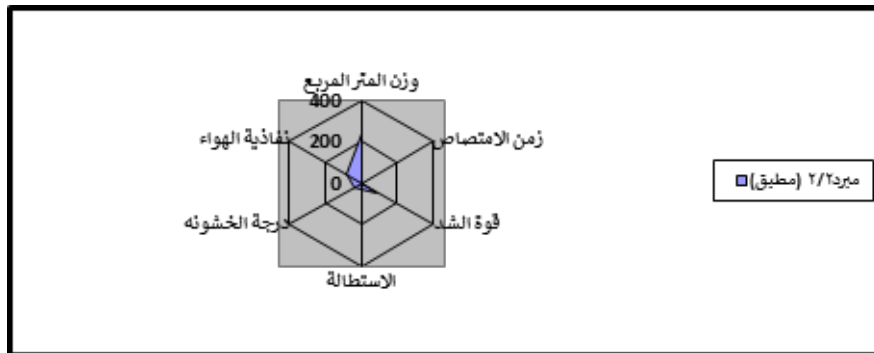 وزن المتر المربع
400
نفاذية الهواء
زمن الامتصاص
200
0
مبرد٢/٢ (مطبق)
درجة الخشونه
قوة الشد
الاستطالة